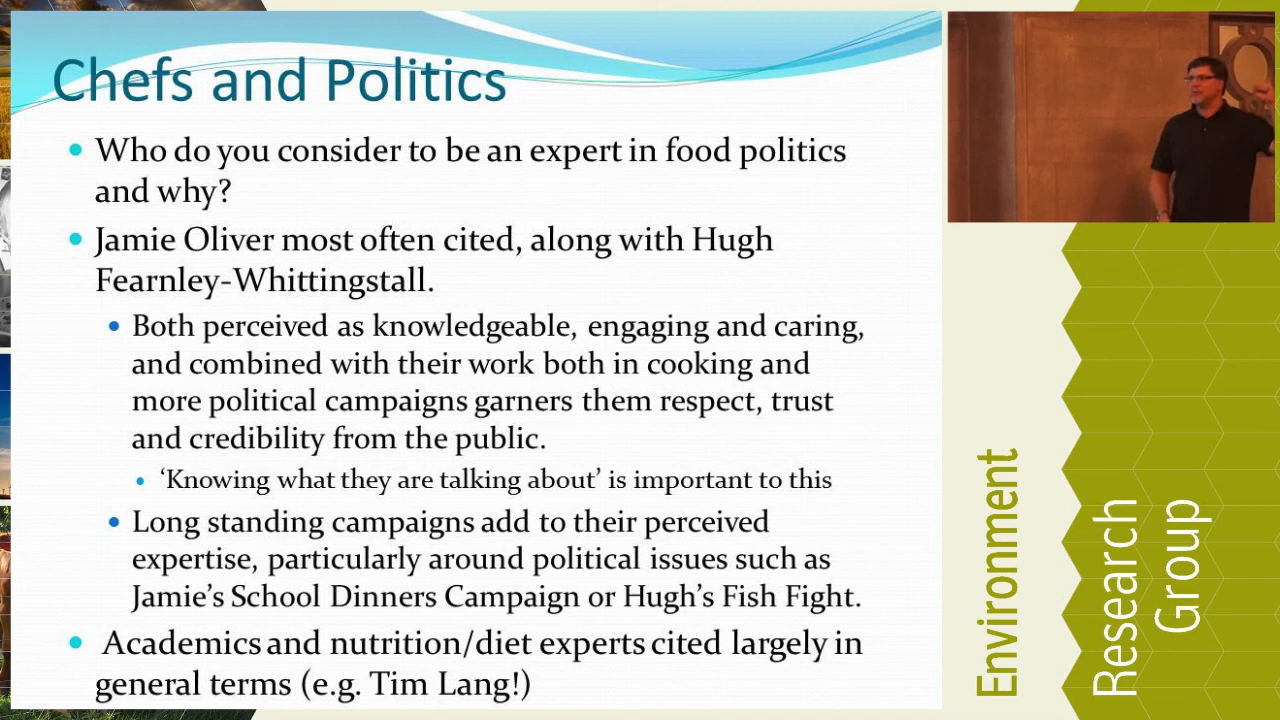 Chefs and Politics
Who do you consider to be an expert in food politics
and why?
Jamie Oliver most often cited, along with Hugh
Fearnley-Whittingstall.
Both perceived as knowledgeable, engaging and caring,
and combined with their work both in cooking and
more political campaigns garners them respect, trust
and credibility from the public.
‘Knowing what they are talking about’ is important to this
Long standing campaigns add to their perceived
expertise, particularly around political issues such as
Jamie’s School Dinners Campaign or Hugh’s Fish Fight.
Academics and nutrition/diet experts cited largely in
general terms (e.g. Tim Lang!)
Environment
Research
Group